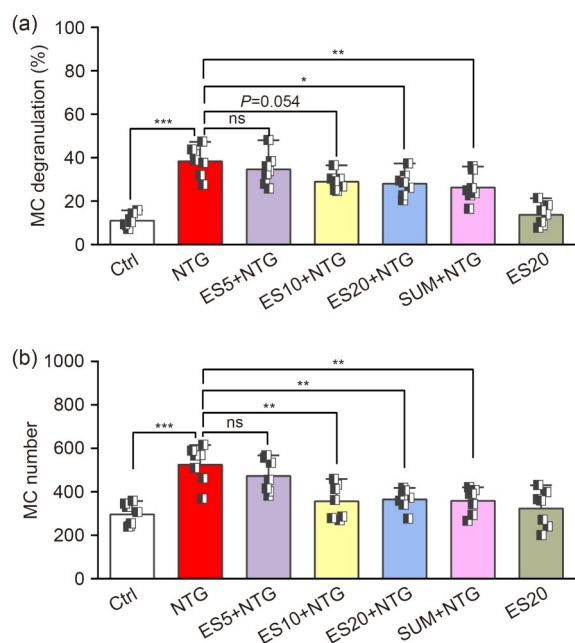 (a)
MC degranulation (%)
100
80
60
40
20
0
***
ns
P=0.054
*
**
Ctrl
NTG
ES5+NTG
ES10+NTG
ES20+NTG
SUM+NTG
ES20
(b)
MC number
1000
800
600
400
200
0
***
ns
**
**
**
Ctrl
NTG
ES5+NTG
ES10+NTG
ES20+NTG
SUM+NTG
ES20